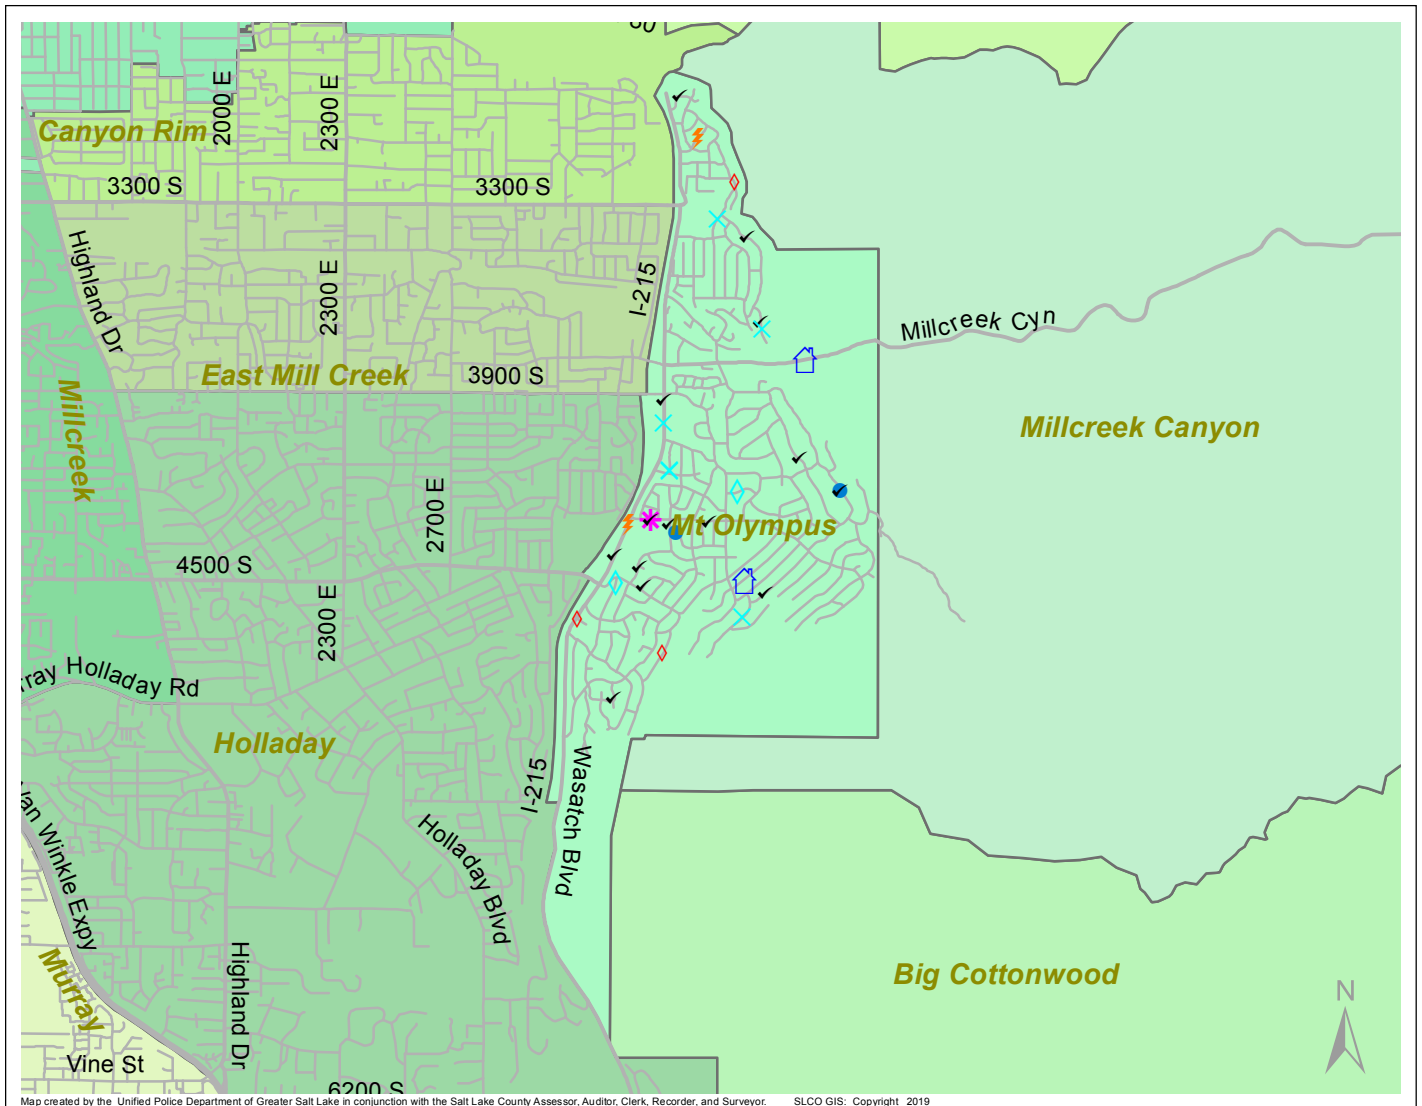 80
2000 E
2300 E
Canyon Rim
3300 S
3300 S
Highland Dr
2300 E
I-215
Millcreek Cyn
East Mill Creek
3900 S
Millcreek
Millcreek Canyon
2700 E
Mt Olympus
4500 S
2300 E
rray Holladay Rd
Holladay
I-215
Wasatch Blvd
Van Winkle Expy
Holladay Blvd
Murray
Highland Dr
Big Cottonwood
N
Vine St
6200 S
Map created by the Unified Police Department of Greater Salt Lake in conjunction with the Salt Lake County Assessor, Auditor, Clerk, Recorder, and Surveyor. SLCO GIS: Copyright 2019